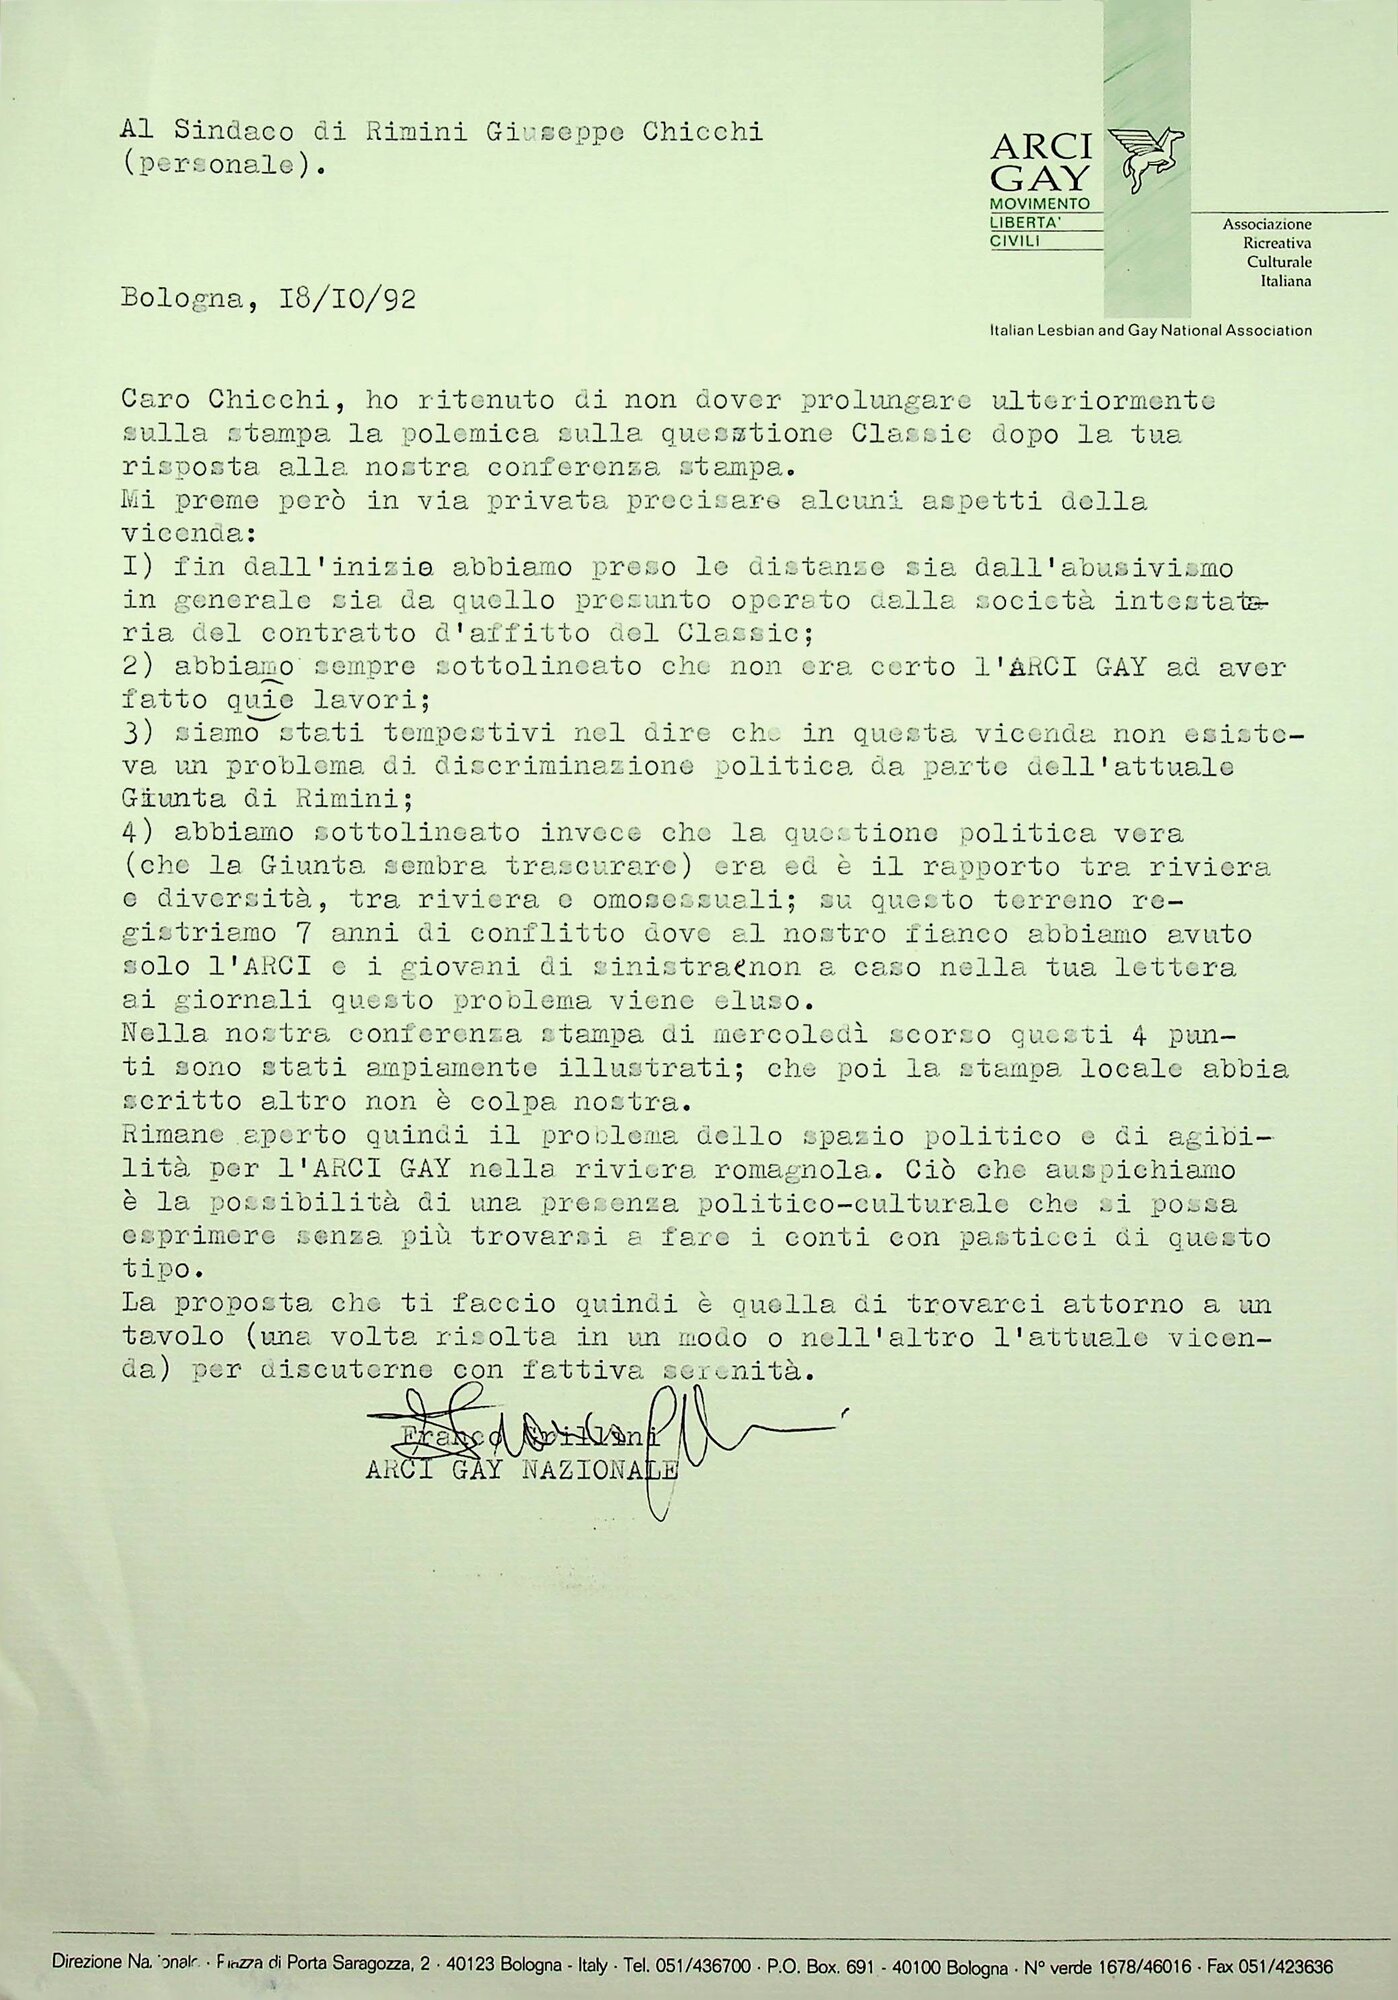 Al Sindaco di Rimini Giuseppe Chicchi
(personale).
ARCI
GAY
MOVIMENTO
LIBERTA'
CIVILI
Associazione
Ricreativa
Culturale
Italiana
Italian Lesbian and Gay National Association
Bologna, I8/I0/92
Caro Chicchi, ho ritenuto di non dover prolungare ulteriormente
sulla stampa la polemica sulla quesztione Classic dopo la tua
risposta alla nostra conferenza stampa.
Mi preme però in via privata precisare alcuni aspetti della
vicenda:
I) fin dall'inizio abbiamo preso le distanze sia dall'abusivismo
in generale sia da quello presunto operato dalla società intesta-
ria del contratto d'affitto del Classic;
2) abbiamo sempre sottolineato che non era certo l'ARCI GAY ad aver
fatto quie lavori;
3) siamo stati tempestivi nel dire che in questa vicenda non esiste-
va un problema di discriminazione politica da parte dell'attuale
Giunta di Rimini;
4) abbiamo sottolineato invece che la questione politica vera
(che la Giunta sembra trascurare) era ed è il rapporto tra riviera
e diversità, tra riviera e omosessuali; su questo terreno re-
gistriamo 7 anni di conflitto dove al nostro fianco abbiamo avuto
solo l'ARCI e i giovani di sinistra(non a caso nella tua lettera
ai giornali questo problema viene eluso.
Nella nostra conferenza stampa di mercoledì scorso questi 4 pun-
ti sono stati ampiamente illustrati; che poi la stampa locale abbia
scritto altro non è colpa nostra.
Rimane aperto quindi il problema dello spazio politico e di agibi-
lità per l'ARCI GAY nella riviera romagnola. Ciò che auspichiamo
è la possibilità di una presenza politico-culturale che si possa
esprimere senza più trovarsi a fare i conti con pasticci di questo
tipo.
La proposta che ti faccio quindi è quella di trovarci attorno a un
tavolo (una volta risolta in un modo o nell'altro l'attuale vicen-
da) per discuterne con fattiva serenità.
Franco Grillini
ARCI GAY NAZIONALE
Direzione Nazionale · Piazza di Porta Saragozza, 2 · 40123 Bologna - Italy · Tel. 051/436700 · P.O. Box. 691 - 40100 Bologna · N° verde 1678/46016 · Fax 051/423636